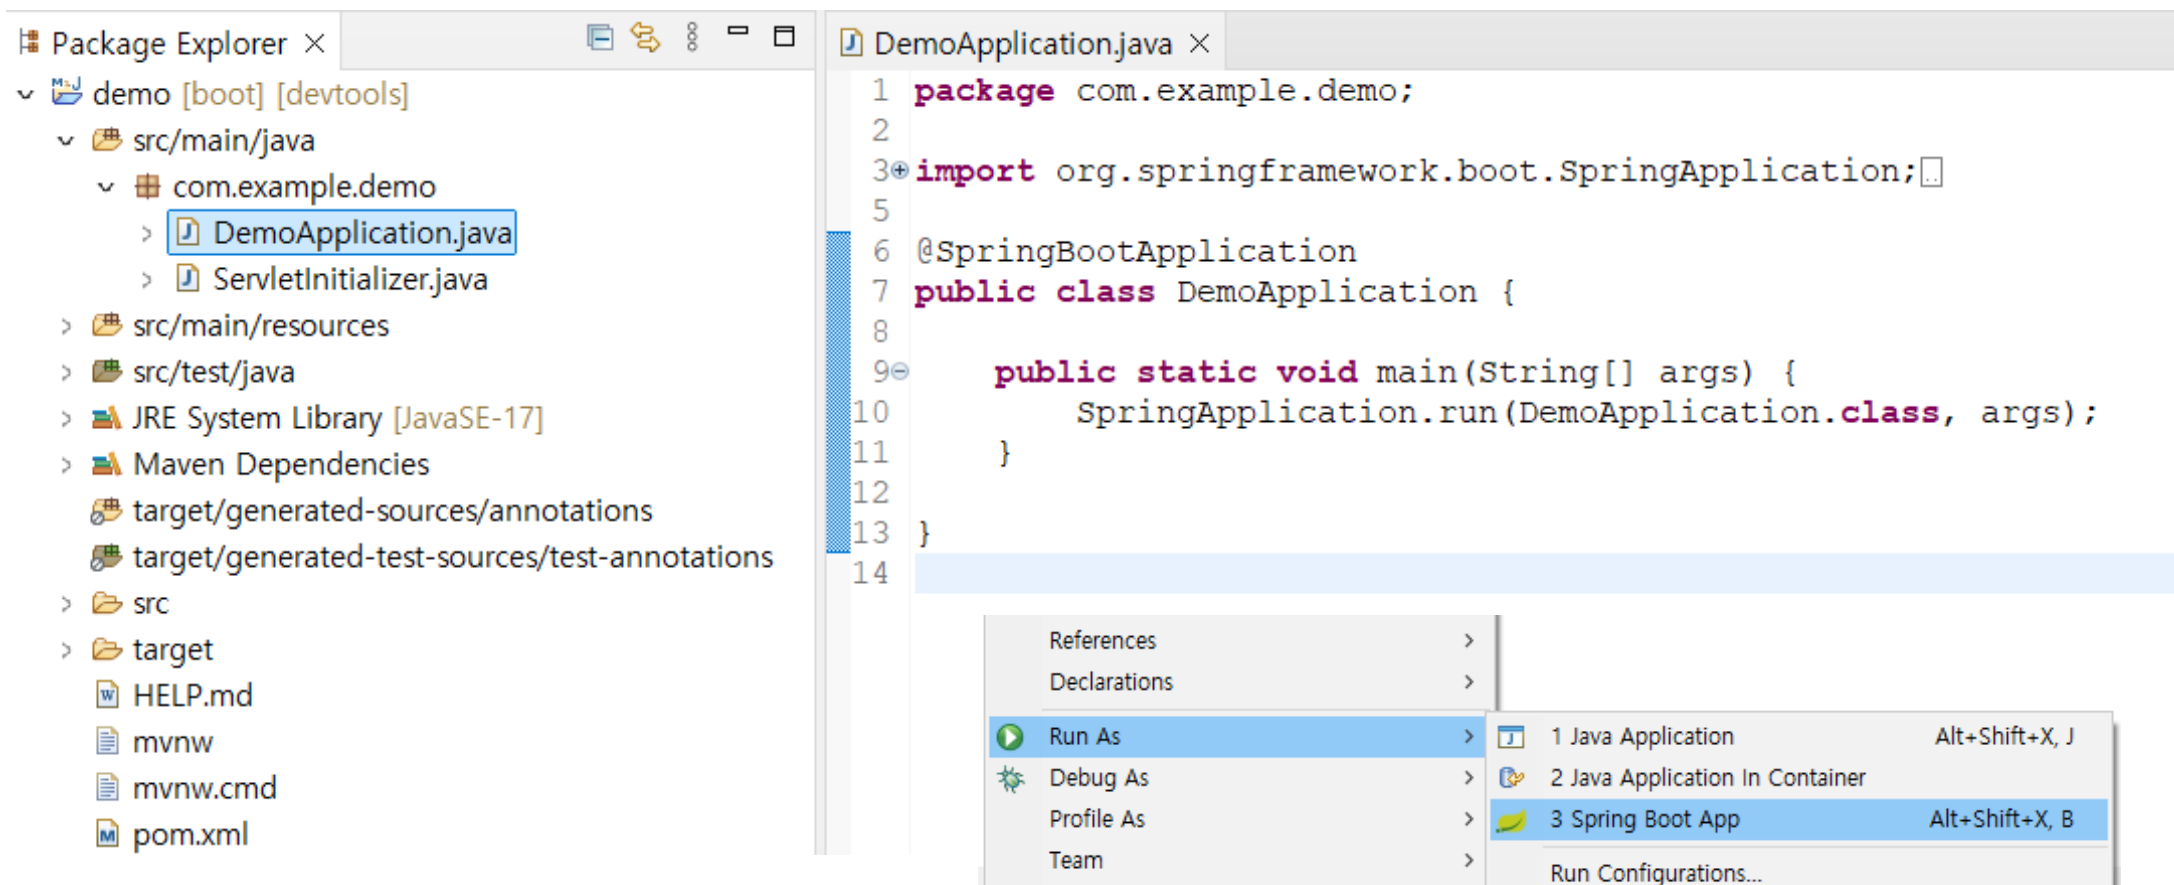 Package Explorer
demo [boot] [devtools]
src/main/java
com.example.demo
DemoApplication.java
ServletInitializer.java
src/main/resources
src/test/java
JRE System Library [JavaSE-17]
Maven Dependencies
target/generated-sources/annotations
target/generated-test-sources/test-annotations
src
target
HELP.md
mvnw
mvnw.cmd
pom.xml
DemoApplication.java
1 package com.example.demo;
2
3 import org.springframework.boot.SpringApplication;
5
6 @SpringBootApplication
7 public class DemoApplication {
8
9 public static void main(String[] args) {
10 SpringApplication.run(DemoApplication.class, args);
11 }
12
13 }
14
References
Declarations
Run As
Debug As
Profile As
Team
1 Java Application Alt+Shift+X, J
2 Java Application In Container
3 Spring Boot App Alt+Shift+X, B
Run Configurations...